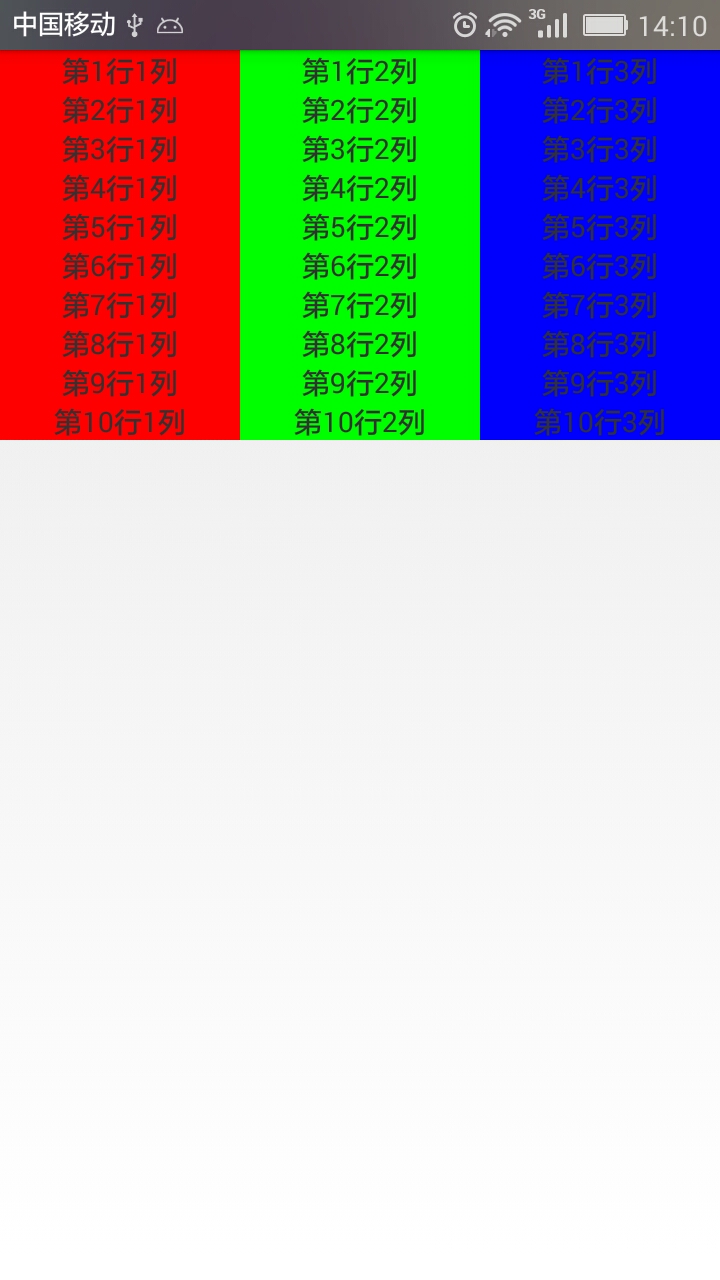 中国移动 3G 14:10
第1行1列 第1行2列 第1行3列
第2行1列 第2行2列 第2行3列
第3行1列 第3行2列 第3行3列
第4行1列 第4行2列 第4行3列
第5行1列 第5行2列 第5行3列
第6行1列 第6行2列 第6行3列
第7行1列 第7行2列 第7行3列
第8行1列 第8行2列 第8行3列
第9行1列 第9行2列 第9行3列
第10行1列 第10行2列 第10行3列